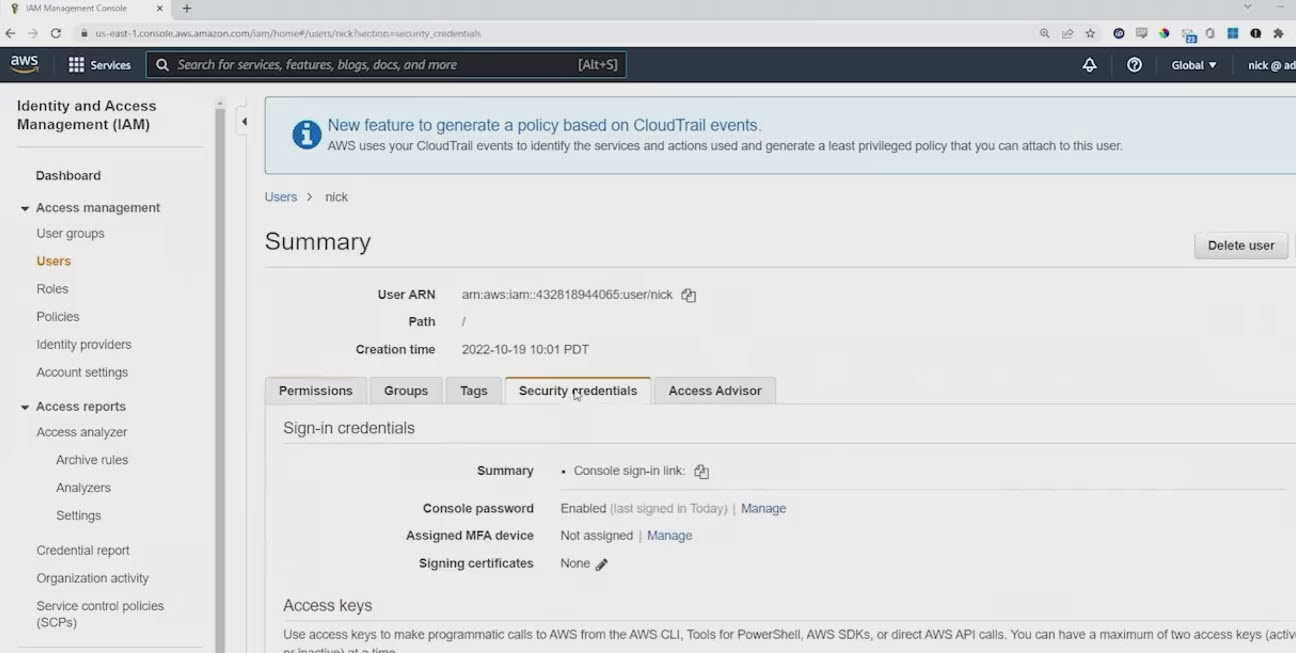 IAM Management Console
us-east-1.console.aws.amazon.com/iam/home#/users/nick?section=security_credentials
23
aws
Services
Search for services, features, blogs, docs, and more
[Alt+S]
Global
nick @ ad
Identity and Access
Management (IAM)
Dashboard
Access management
User groups
Users
Roles
Policies
Identity providers
Account settings
Access reports
Access analyzer
Archive rules
Analyzers
Settings
Credential report
Organization activity
Service control policies
(SCPs)
New feature to generate a policy based on CloudTrail events.
AWS uses your CloudTrail events to identify the services and actions used and generate a least privileged policy that you can attach to this user.
Users > nick
Summary
Delete user
User ARN arn:aws:iam::432818944065:user/nick
Path /
Creation time 2022-10-19 10:01 PDT
Permissions Groups Tags Security credentials Access Advisor
Sign-in credentials
Summary • Console sign-in link:
Console password Enabled (last signed in Today) | Manage
Assigned MFA device Not assigned | Manage
Signing certificates None
Access keys
Use access keys to make programmatic calls to AWS from the AWS CLI, Tools for PowerShell, AWS SDKs, or direct AWS API calls. You can have a maximum of two access keys (active
or inactive) at a time.